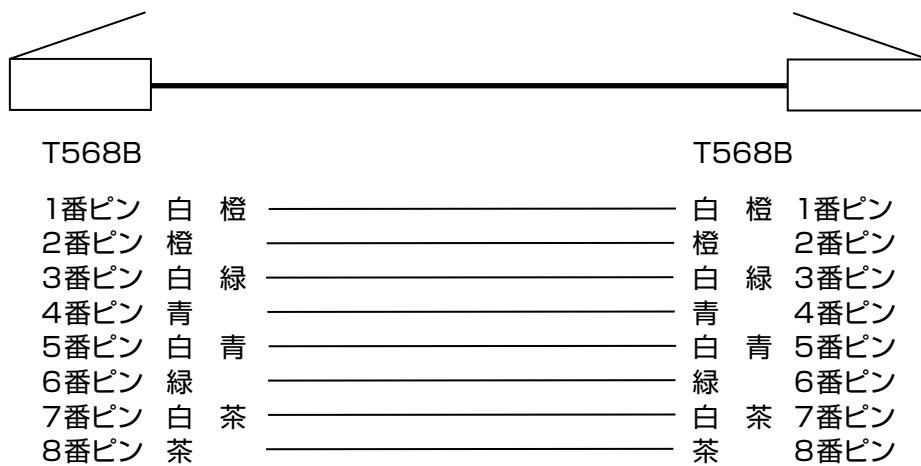 T568B T568B
1番ピン 白 橙 白 橙 1番ピン
2番ピン 橙 橙 2番ピン
3番ピン 白 緑 白 緑 3番ピン
4番ピン 青 青 4番ピン
5番ピン 白 青 白 青 5番ピン
6番ピン 緑 緑 6番ピン
7番ピン 白 茶 白 茶 7番ピン
8番ピン 茶 茶 8番ピン